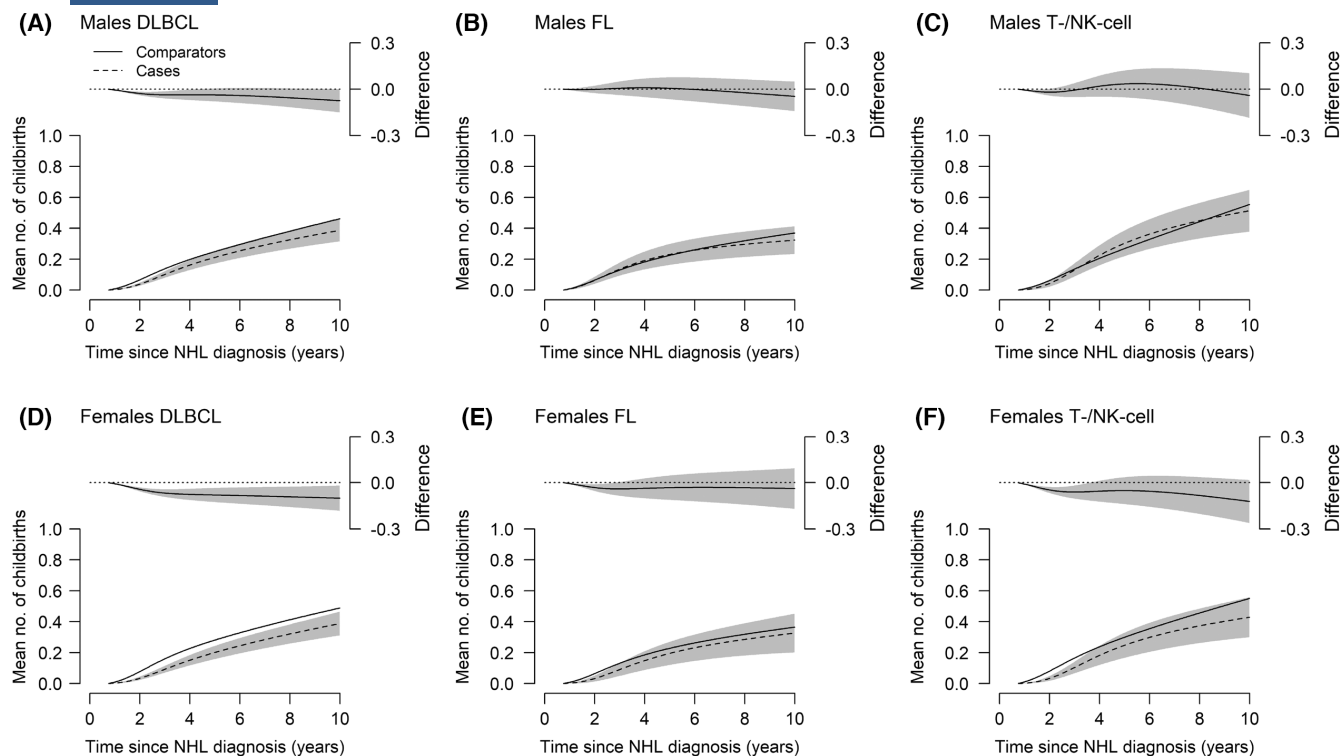 (A) Males DLBCL
Comparators
Cases
0.3
0.0
-0.3
Difference
1.0
0.8
0.6
0.4
0.2
0.0
Mean no. of childbirths
0 2 4 6 8 10
Time since NHL diagnosis (years)
(B) Males FL
0.3
0.0
-0.3
Difference
1.0
0.8
0.6
0.4
0.2
0.0
Mean no. of childbirths
0 2 4 6 8 10
Time since NHL diagnosis (years)
(C) Males T-/NK-cell
0.3
0.0
-0.3
Difference
1.0
0.8
0.6
0.4
0.2
0.0
Mean no. of childbirths
0 2 4 6 8 10
Time since NHL diagnosis (years)
(D) Females DLBCL
0.3
0.0
-0.3
Difference
1.0
0.8
0.6
0.4
0.2
0.0
Mean no. of childbirths
0 2 4 6 8 10
Time since NHL diagnosis (years)
(E) Females FL
0.3
0.0
-0.3
Difference
1.0
0.8
0.6
0.4
0.2
0.0
Mean no. of childbirths
0 2 4 6 8 10
Time since NHL diagnosis (years)
(F) Females T-/NK-cell
0.3
0.0
-0.3
Difference
1.0
0.8
0.6
0.4
0.2
0.0
Mean no. of childbirths
0 2 4 6 8 10
Time since NHL diagnosis (years)